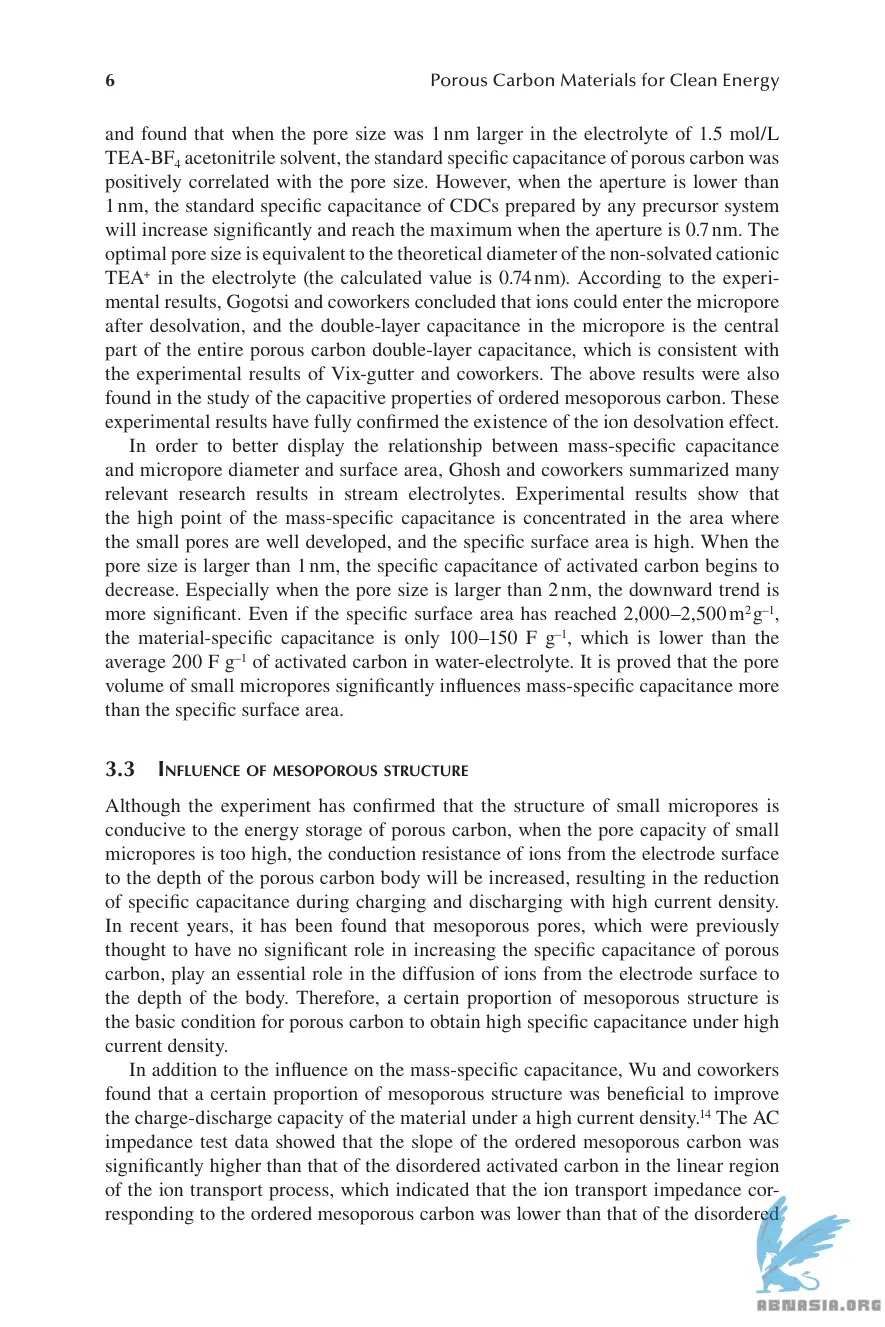 6 Porous Carbon Materials for Clean Energy
and found that when the pore size was 1 nm larger in the electrolyte of 1.5 mol/L
TEA-BF₄ acetonitrile solvent, the standard specific capacitance of porous carbon was
positively correlated with the pore size. However, when the aperture is lower than
1 nm, the standard specific capacitance of CDCs prepared by any precursor system
will increase significantly and reach the maximum when the aperture is 0.7 nm. The
optimal pore size is equivalent to the theoretical diameter of the non-solvated cationic
TEA⁺ in the electrolyte (the calculated value is 0.74 nm). According to the experi-
mental results, Gogotsi and coworkers concluded that ions could enter the micropore
after desolvation, and the double-layer capacitance in the micropore is the central
part of the entire porous carbon double-layer capacitance, which is consistent with
the experimental results of Vix-gutter and coworkers. The above results were also
found in the study of the capacitive properties of ordered mesoporous carbon. These
experimental results have fully confirmed the existence of the ion desolvation effect.
In order to better display the relationship between mass-specific capacitance
and micropore diameter and surface area, Ghosh and coworkers summarized many
relevant research results in stream electrolytes. Experimental results show that
the high point of the mass-specific capacitance is concentrated in the area where
the small pores are well developed, and the specific surface area is high. When the
pore size is larger than 1 nm, the specific capacitance of activated carbon begins to
decrease. Especially when the pore size is larger than 2 nm, the downward trend is
more significant. Even if the specific surface area has reached 2,000–2,500 m² g⁻¹,
the material-specific capacitance is only 100–150 F g⁻¹, which is lower than the
average 200 F g⁻¹ of activated carbon in water-electrolyte. It is proved that the pore
volume of small micropores significantly influences mass-specific capacitance more
than the specific surface area.
3.3 Influence of mesoporous structure
Although the experiment has confirmed that the structure of small micropores is
conducive to the energy storage of porous carbon, when the pore capacity of small
micropores is too high, the conduction resistance of ions from the electrode surface
to the depth of the porous carbon body will be increased, resulting in the reduction
of specific capacitance during charging and discharging with high current density.
In recent years, it has been found that mesoporous pores, which were previously
thought to have no significant role in increasing the specific capacitance of porous
carbon, play an essential role in the diffusion of ions from the electrode surface to
the depth of the body. Therefore, a certain proportion of mesoporous structure is
the basic condition for porous carbon to obtain high specific capacitance under high
current density.
In addition to the influence on the mass-specific capacitance, Wu and coworkers
found that a certain proportion of mesoporous structure was beneficial to improve
the charge-discharge capacity of the material under a high current density.¹⁴ The AC
impedance test data showed that the slope of the ordered mesoporous carbon was
significantly higher than that of the disordered activated carbon in the linear region
of the ion transport process, which indicated that the ion transport impedance cor-
responding to the ordered mesoporous carbon was lower than that of the disordered
ABNASIA.ORG